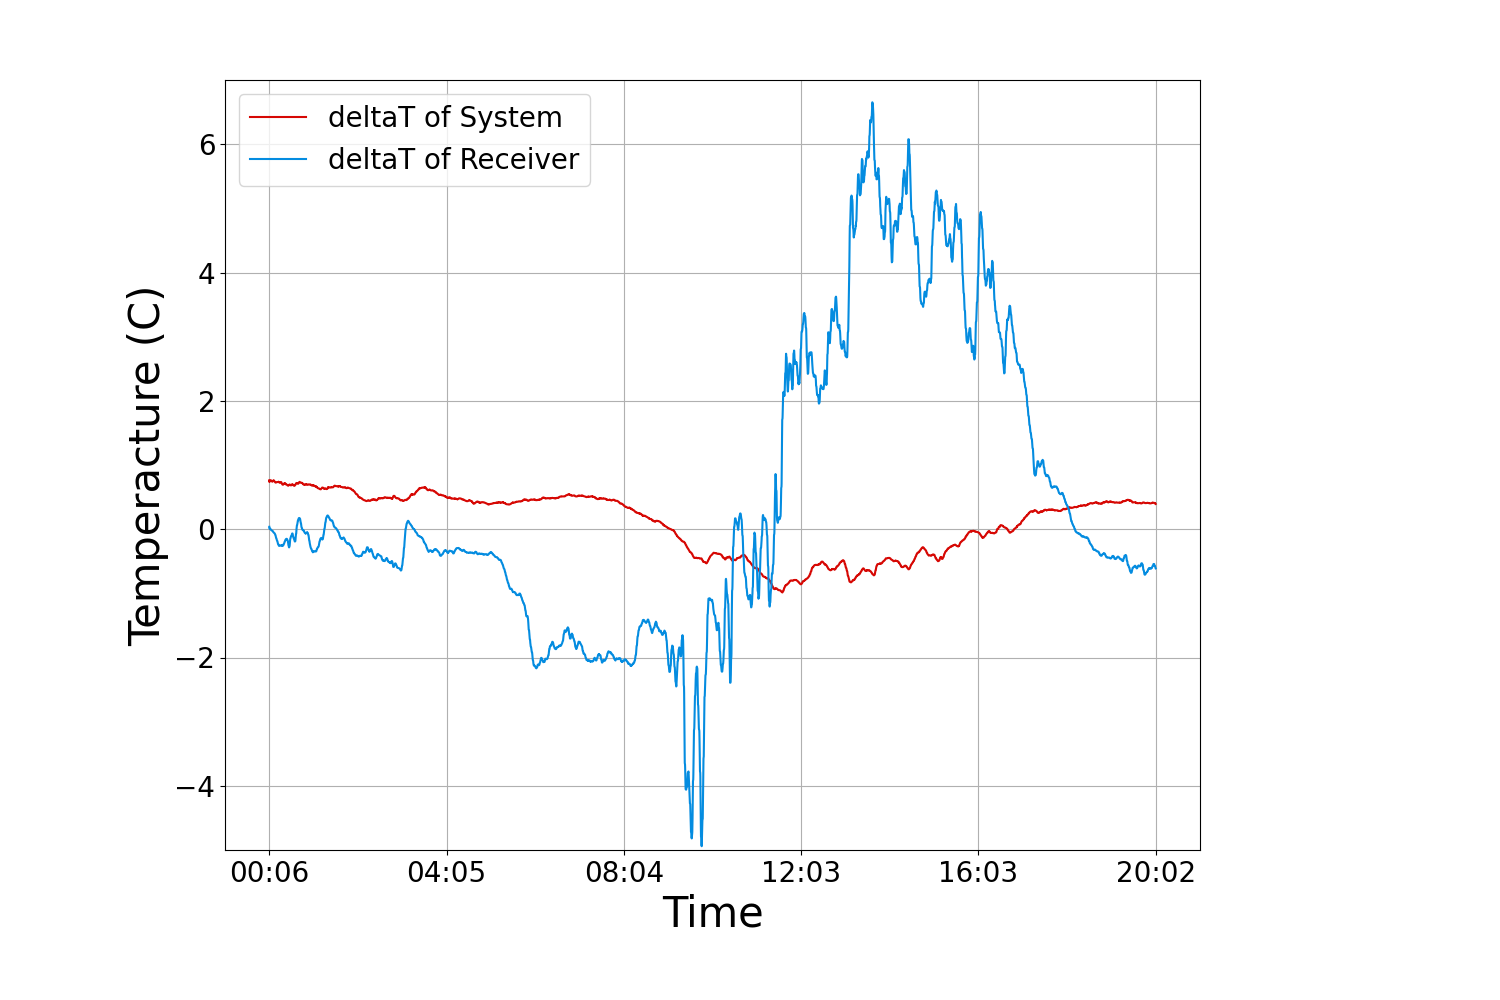 deltaT of System
deltaT of Receiver
6
4
2
0
−2
−4
Temperacture (C)
00:06 04:05 08:04 12:03 16:03 20:02
Time